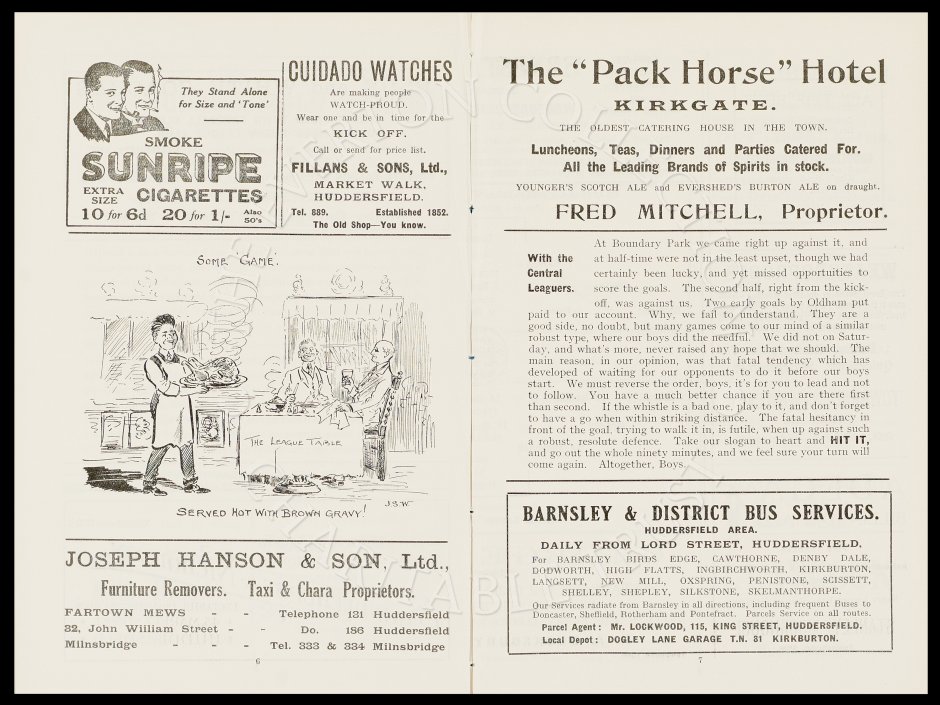 They Stand Alone
for Size and 'Tone'
SMOKE
SUNRIPE
EXTRA SIZE CIGARETTES
10 for 6d 20 for 1/- Also 50's
CUIDADO WATCHES
Are making people
WATCH-PROUD.
Wear one and be in time for the
KICK OFF.
Call or send for price list.
FILLANS & SONS, Ltd.,
MARKET WALK,
HUDDERSFIELD.
Tel. 889. Established 1852.
The Old Shop—You know.
SOME 'GAME'.
THE LEAGUE TABLE
J.S.W.
SERVED HOT WITH BROWN GRAVY!
JOSEPH HANSON & SON, Ltd.,
Furniture Removers. Taxi & Chara Proprietors.
FARTOWN MEWS - - Telephone 131 Huddersfield
32, John William Street - - Do. 186 Huddersfield
Milnsbridge - - - Tel. 333 & 334 Milnsbridge
6
The "Pack Horse" Hotel
KIRKGATE.
THE OLDEST CATERING HOUSE IN THE TOWN.
Luncheons, Teas, Dinners and Parties Catered For.
All the Leading Brands of Spirits in stock.
YOUNGER'S SCOTCH ALE and EVERSHED'S BURTON ALE on draught.
FRED MITCHELL, Proprietor.
With the
Central
Leaguers.
At Boundary Park we came right up against it, and
at half-time were not in the least upset, though we had
certainly been lucky, and yet missed opportunities to
score the goals. The second half, right from the kick-
off, was against us. Two early goals by Oldham put
paid to our account. Why, we fail to understand. They are a
good side, no doubt, but many games come to our mind of a similar
robust type, where our boys did the needful. We did not on Satur-
day, and what's more, never raised any hope that we should. The
main reason, in our opinion, was that fatal tendency which has
developed of waiting for our opponents to do it before our boys
start. We must reverse the order, boys, it's for you to lead and not
to follow. You have a much better chance if you are there first
than second. If the whistle is a bad one, play to it, and don't forget
to have a go when within striking distance. The fatal hesitancy in
front of the goal, trying to walk it in, is futile, when up against such
a robust, resolute defence. Take our slogan to heart and HIT IT,
and go out the whole ninety minutes, and we feel sure your turn will
come again. Altogether, Boys.
BARNSLEY & DISTRICT BUS SERVICES.
HUDDERSFIELD AREA.
DAILY FROM LORD STREET, HUDDERSFIELD.
For BARNSLEY BIRDS EDGE, CAWTHORNE, DENBY DALE,
DODWORTH, HIGH FLATTS, INGBIRCHWORTH, KIRKBURTON,
LANGSETT, NEW MILL, OXSPRING, PENISTONE, SCISSETT,
SHELLEY, SHEPLEY, SILKSTONE, SKELMANTHORPE.
Our Services radiate from Barnsley in all directions, including frequent Buses to
Doncaster, Sheffield, Rotherham and Pontefract. Parcels Service on all routes.
Parcel Agent: Mr. LOCKWOOD, 115, KING STREET, HUDDERSFIELD.
Local Depot: DOGLEY LANE GARAGE T.N. 81 KIRKBURTON.
7